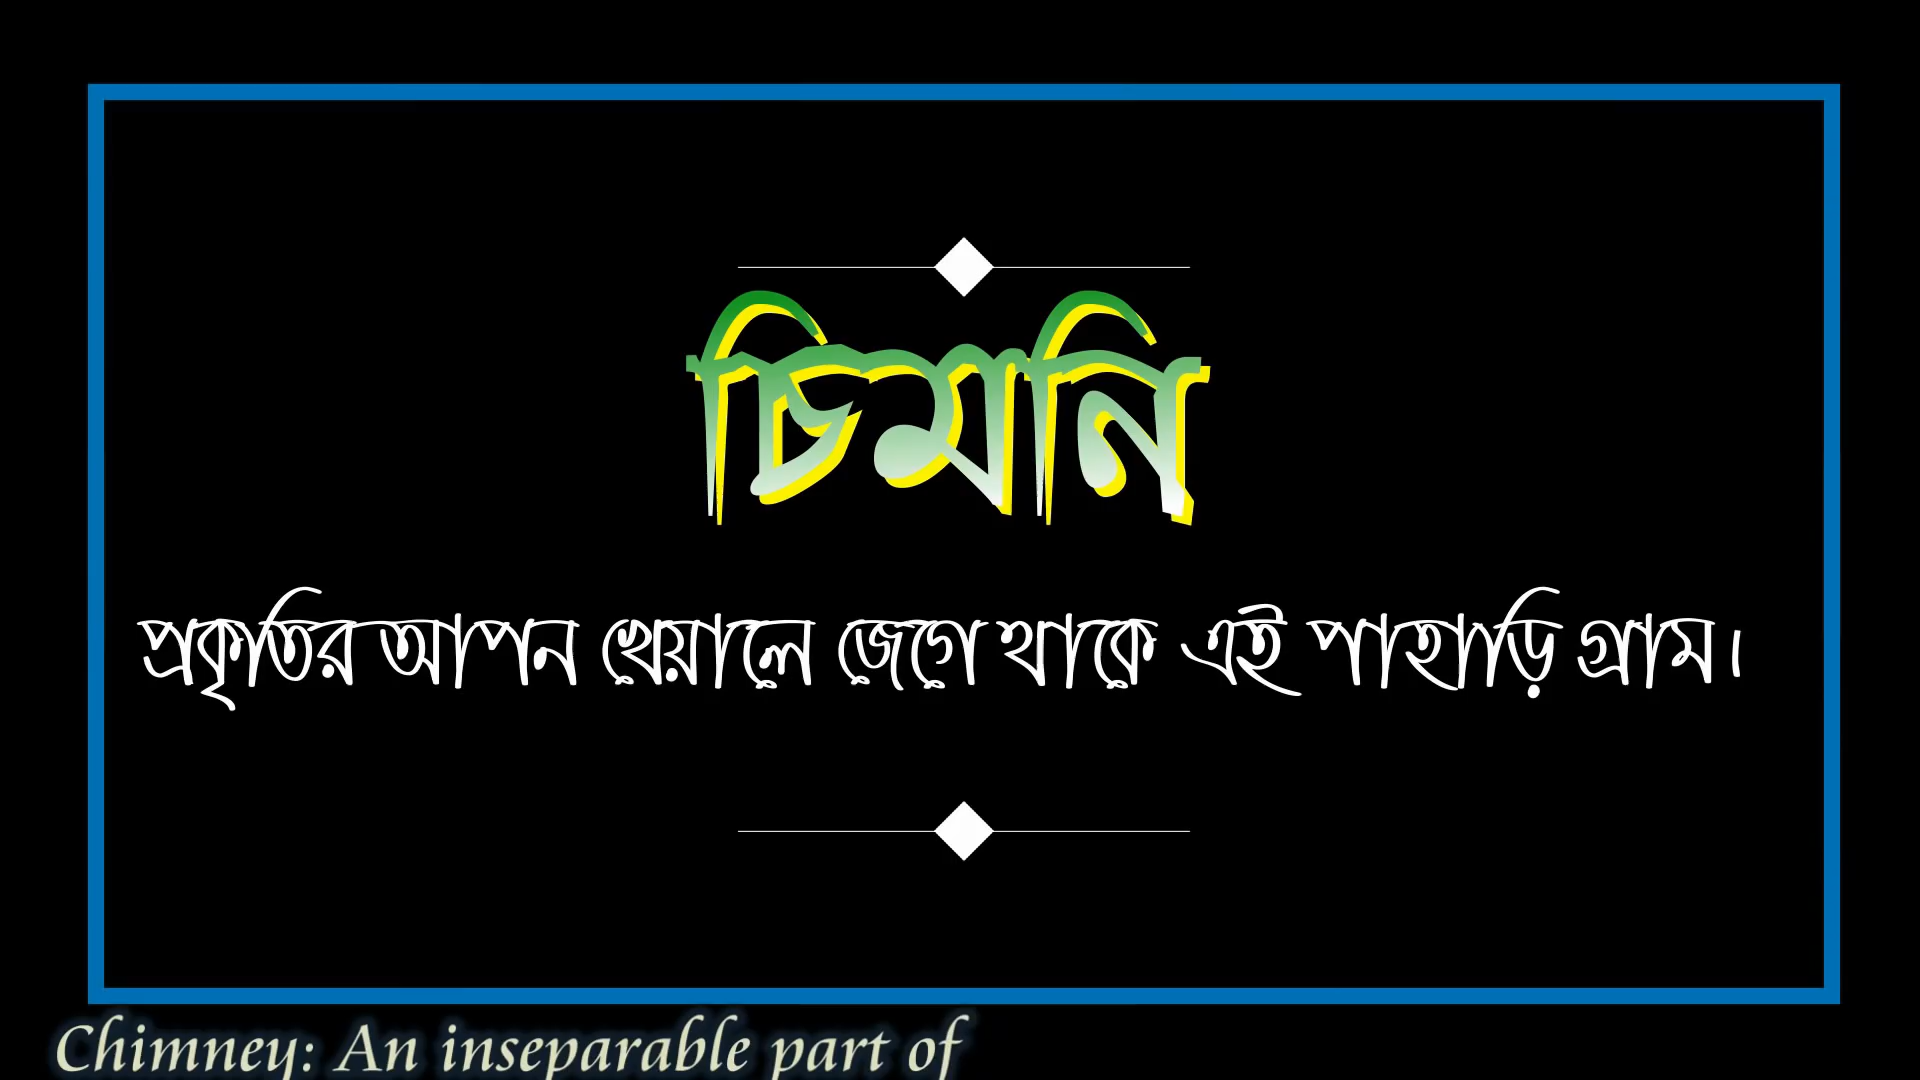 চিমনি
প্রকৃতির আপন খেয়ালে জেগে থাকে এই পাহাড়ি গ্রাম।
Chimney: An inseparable part of